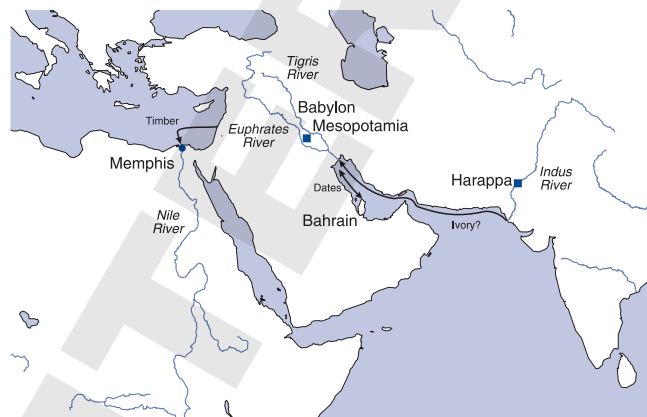 Tigris
River
Babylon
Mesopotamia
Timber
Euphrates
River
Memphis
Nile
River
Dates
Bahrain
Harappa
Indus
River
Ivory?